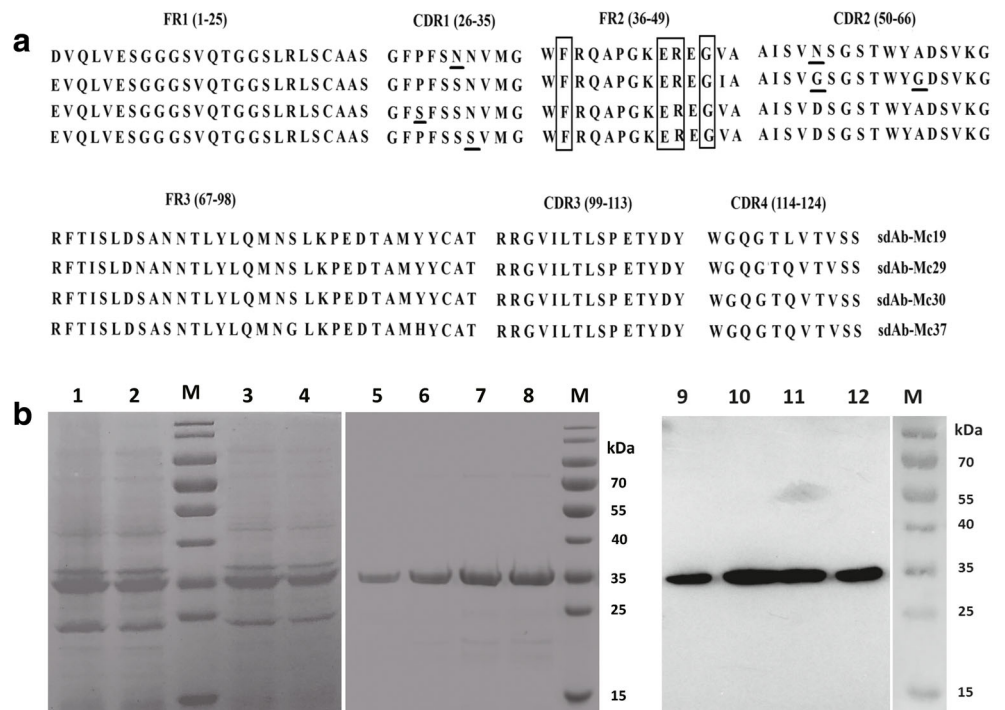 a
FR1 (1-25) CDR1 (26-35) FR2 (36-49) CDR2 (50-66)
DVQLVESGGGSVQTGGSLRLSCAAS GFPFSNNVMG WFRQAPGKEREGVA AISVNSGSTWYADSVKG
EVQLVESGGGSVQTGGSLRLSCAAS GFPFSSNVMG WFRQAPGKEREGIA AISVGSGSTWYGDSVKG
EVQLVESGGGSVQTGGSLRLSCAAS GFSFSSNVMG WFRQAPGKEREGVA AISVDSGSTWYADSVKG
EVQLVESGGGSVQTGGSLRLSCAAS GFPFSSSVMG WFRQAPGKEREGVA AISVDSGSTWYADSVKG
FR3 (67-98) CDR3 (99-113) CDR4 (114-124)
RFTISLDSANNTLYLQMNSLKPEDTAMYYCAT RRGVILTLSPETYDY WGQGTLVTVSS sdAb-Mc19
RFTISLDNANNTLYLQMNSLKPEDTAMYYCAT RRGVILTLSPETYDY WGQGTQVTVSS sdAb-Mc29
RFTISLDSANNTLYLQMNSLKPEDTAMYYCAT RRGVILTLSPETYDY WGQGTQVTVSS sdAb-Mc30
RFTISLDSASNTLYLQMNGLKPEDTAMHYCAT RRGVILTLSPETYDY WGQGTQVTVSS sdAb-Mc37
b
1 2 M 3 4 5 6 7 8 M 9 10 11 12 M
kDa
70
55
40
35
25
15
kDa
70
55
40
35
25
15